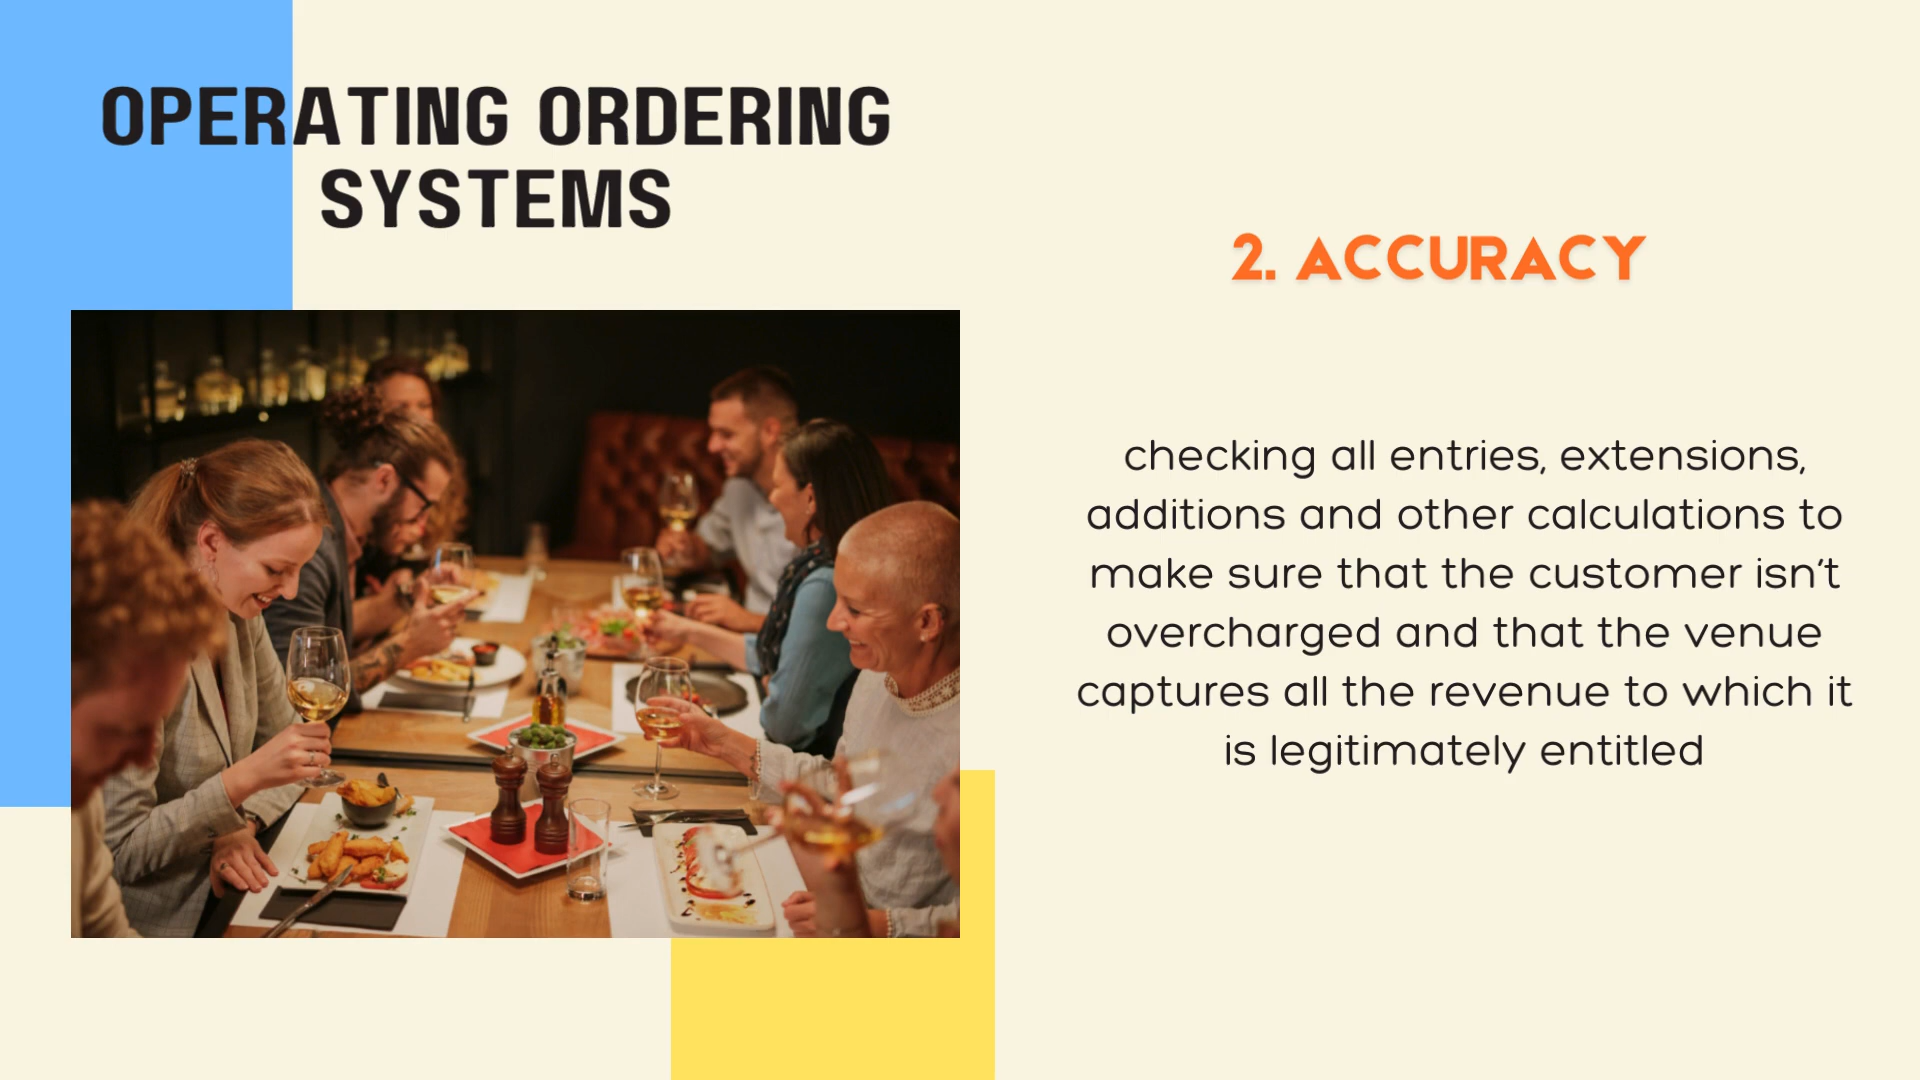 OPERATING ORDERING
SYSTEMS
2. ACCURACY
checking all entries, extensions,
additions and other calculations to
make sure that the customer isn't
overcharged and that the venue
captures all the revenue to which it
is legitimately entitled